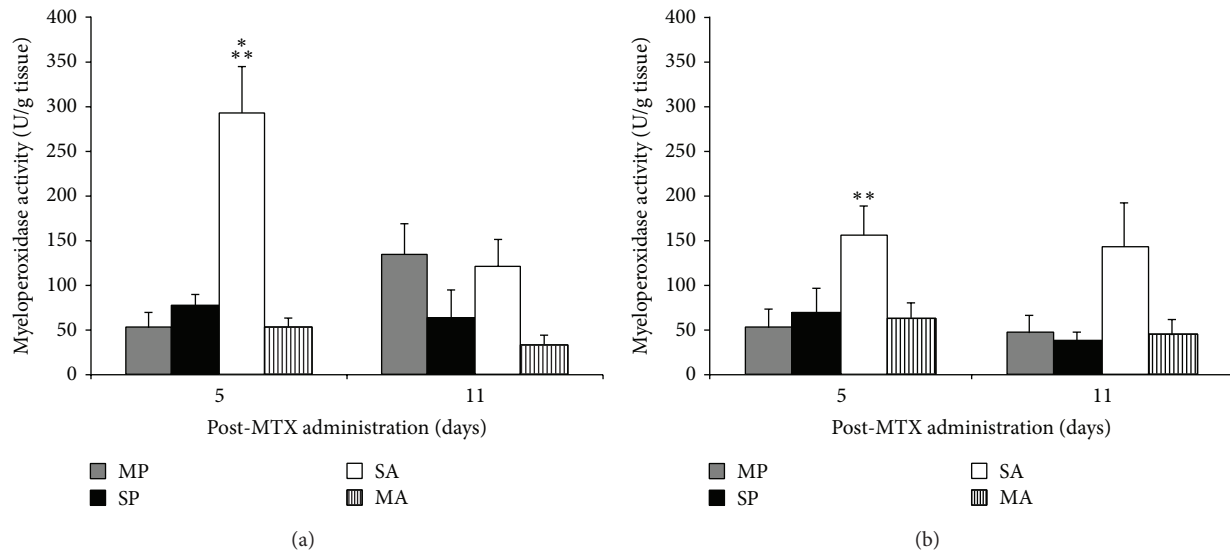 400
350
300
250
200
150
100
50
0
Myeloperoxidase activity (U/g tissue)
*
**
5
11
Post-MTX administration (days)
MP
SA
SP
MA
(a)
400
350
300
250
200
150
100
50
0
Myeloperoxidase activity (U/g tissue)
**
5
11
Post-MTX administration (days)
MP
SA
SP
MA
(b)